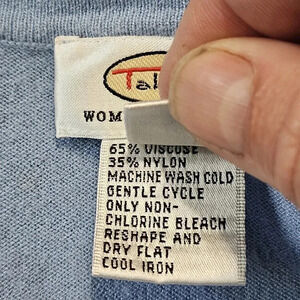 Tal
WOM
65% VISCOSE
35% NYLON
MACHINE WASH COLD
GENTLE CYCLE
ONLY NON-
CHLORINE BLEACH
RESHAPE AND
DRY FLAT
COOL IRON